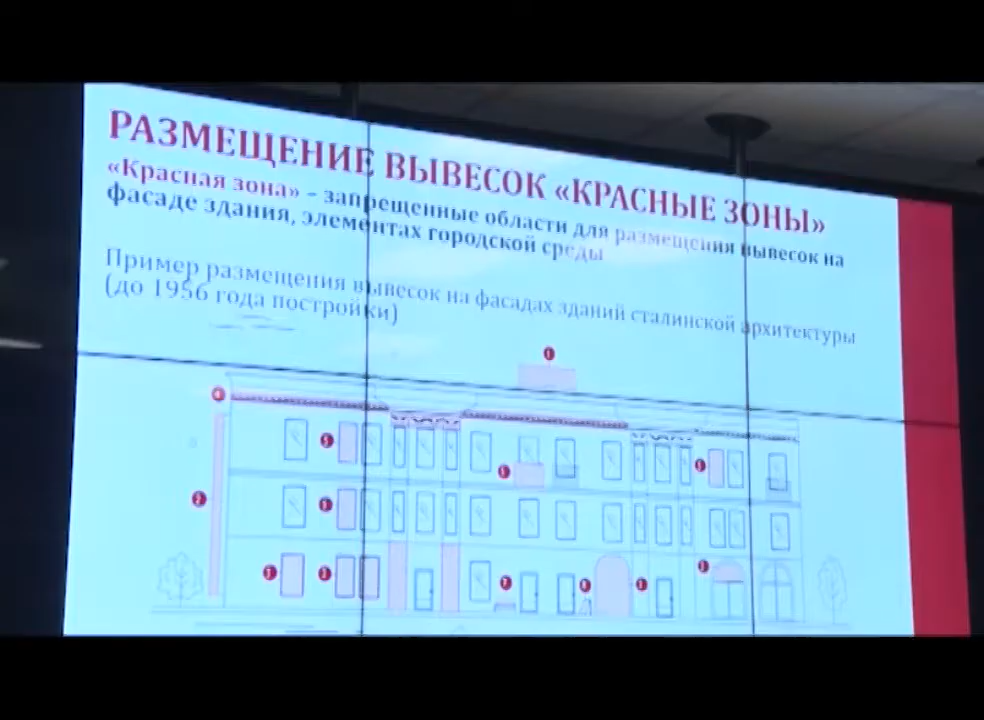 РАЗМЕЩЕНИЕ ВЫВЕСОК «КРАСНЫЕ ЗОНЫ»
«Красная зона» – запрещенные области для размещения вывесок на
фасаде здания, элементах городской среды
Пример размещения вывесок на фасадах зданий сталинской архитектуры
(до 1956 года постройки)